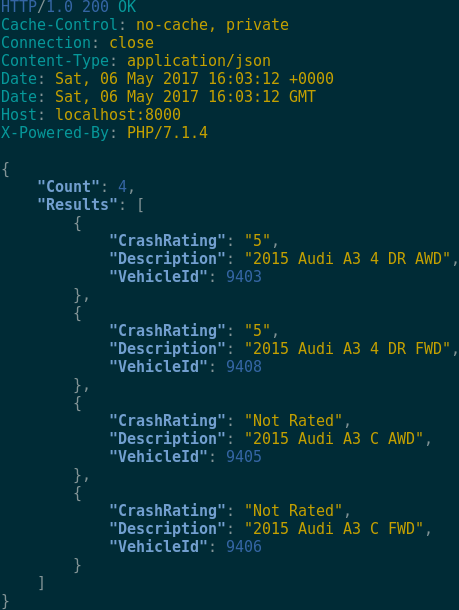 HTTP/1.0 200 OK
Cache-Control: no-cache, private
Connection: close
Content-Type: application/json
Date: Sat, 06 May 2017 16:03:12 +0000
Date: Sat, 06 May 2017 16:03:12 GMT
Host: localhost:8000
X-Powered-By: PHP/7.1.4

{
    "Count": 4,
    "Results": [
        {
            "CrashRating": "5",
            "Description": "2015 Audi A3 4 DR AWD",
            "VehicleId": 9403
        },
        {
            "CrashRating": "5",
            "Description": "2015 Audi A3 4 DR FWD",
            "VehicleId": 9408
        },
        {
            "CrashRating": "Not Rated",
            "Description": "2015 Audi A3 C AWD",
            "VehicleId": 9405
        },
        {
            "CrashRating": "Not Rated",
            "Description": "2015 Audi A3 C FWD",
            "VehicleId": 9406
        }
    ]
}